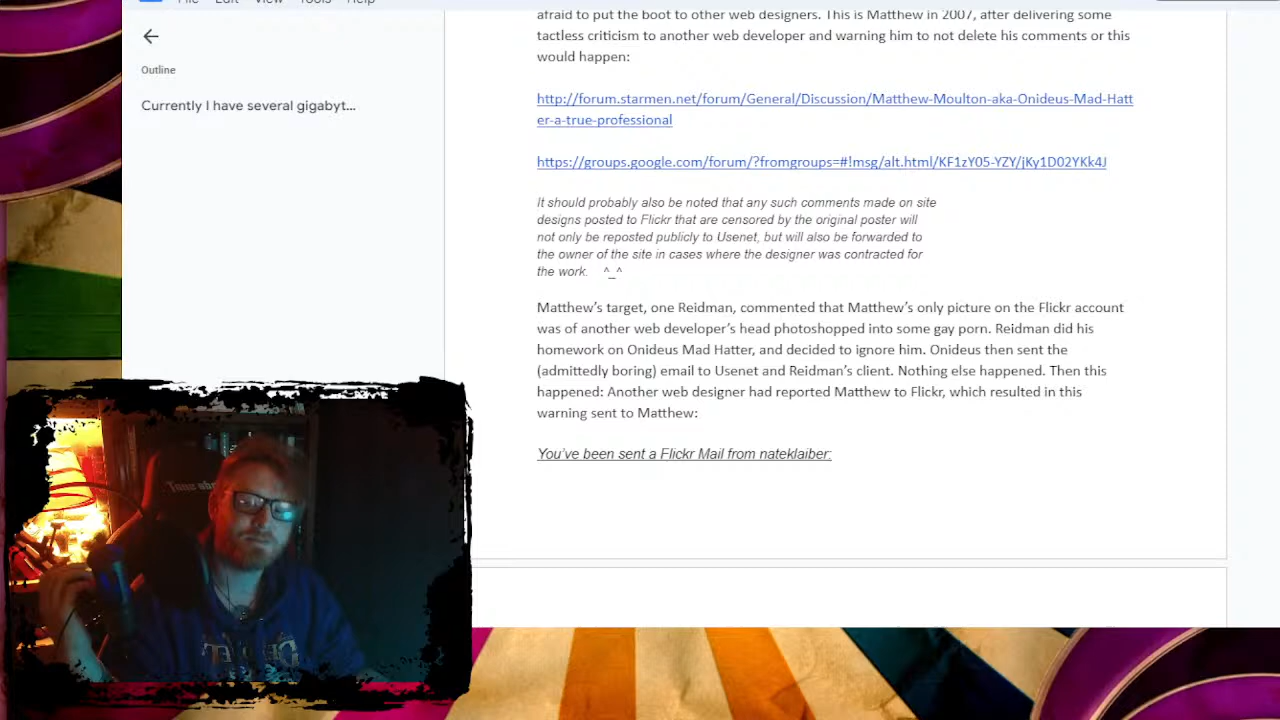 File Edit View Tools Help
Outline
Currently I have several gigabyt...
afraid to put the boot to other web designers. This is Matthew in 2007, after delivering some
tactless criticism to another web developer and warning him to not delete his comments or this
would happen:
http://forum.starmen.net/forum/General/Discussion/Matthew-Moulton-aka-Onideus-Mad-Hatt
er-a-true-professional
https://groups.google.com/forum/?fromgroups=#!msg/alt.html/KF1zY05-YZY/jKy1D02YKk4J
It should probably also be noted that any such comments made on site
designs posted to Flickr that are censored by the original poster will
not only be reposted publicly to Usenet, but will also be forwarded to
the owner of the site in cases where the designer was contracted for
the work. ^_^
Matthew’s target, one Reidman, commented that Matthew’s only picture on the Flickr account
was of another web developer’s head photoshopped into some gay porn. Reidman did his
homework on Onideus Mad Hatter, and decided to ignore him. Onideus then sent the
(admittedly boring) email to Usenet and Reidman’s client. Nothing else happened. Then this
happened: Another web designer had reported Matthew to Flickr, which resulted in this
warning sent to Matthew:
You’ve been sent a Flickr Mail from nateklaiber: